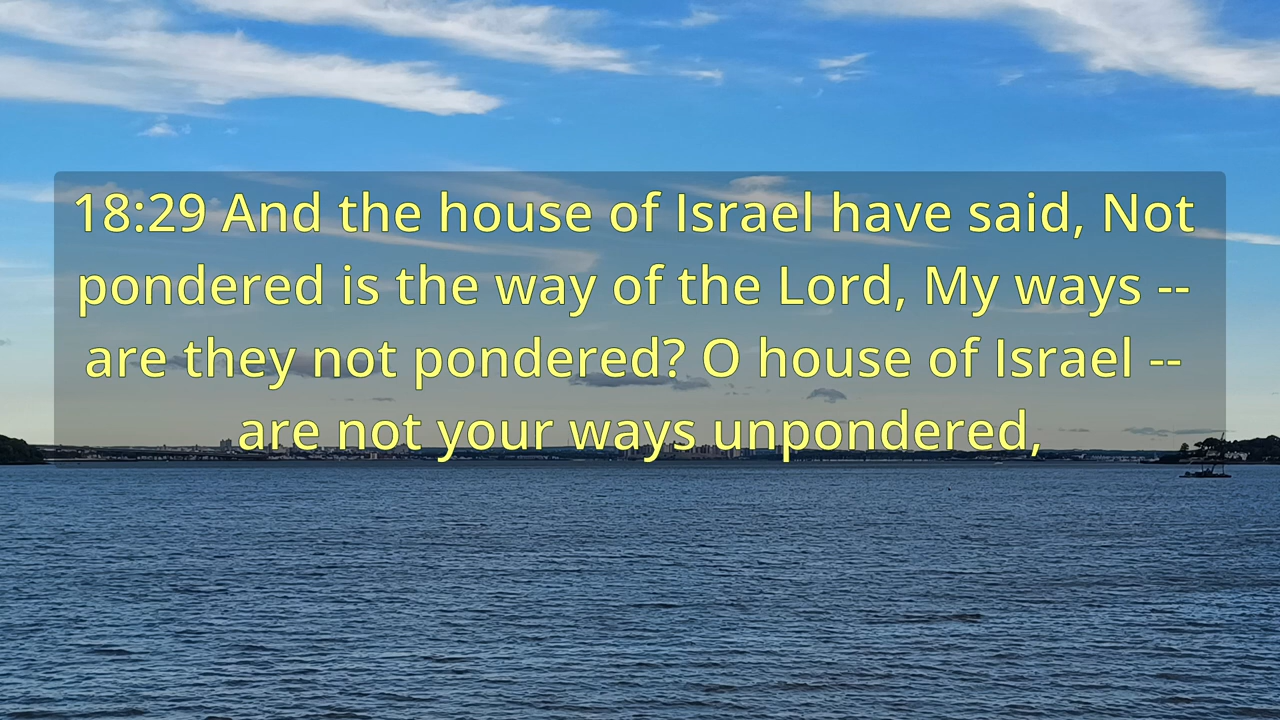 18:29 And the house of Israel have said, Not
pondered is the way of the Lord, My ways --
are they not pondered? O house of Israel --
are not your ways unpondered,